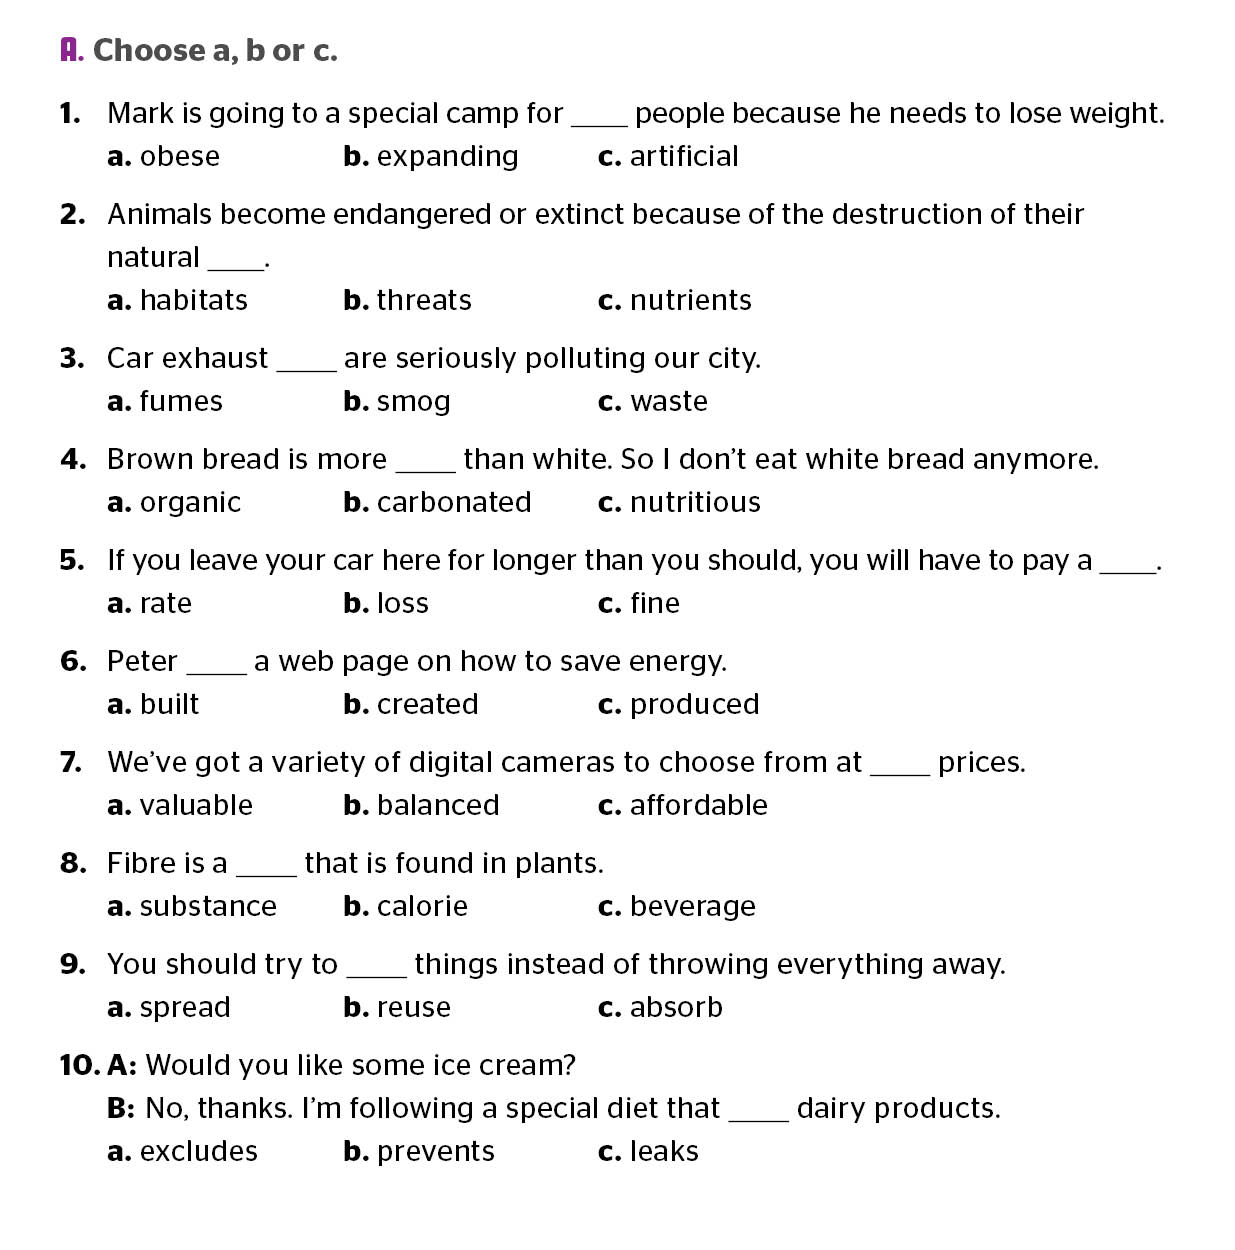 A. Choose a, b or c.
1. Mark is going to a special camp for ____ people because he needs to lose weight.
a. obese b. expanding c. artificial
2. Animals become endangered or extinct because of the destruction of their
natural ____.
a. habitats b. threats c. nutrients
3. Car exhaust ____ are seriously polluting our city.
a. fumes b. smog c. waste
4. Brown bread is more ____ than white. So I don’t eat white bread anymore.
a. organic b. carbonated c. nutritious
5. If you leave your car here for longer than you should, you will have to pay a ____.
a. rate b. loss c. fine
6. Peter ____ a web page on how to save energy.
a. built b. created c. produced
7. We’ve got a variety of digital cameras to choose from at ____ prices.
a. valuable b. balanced c. affordable
8. Fibre is a ____ that is found in plants.
a. substance b. calorie c. beverage
9. You should try to ____ things instead of throwing everything away.
a. spread b. reuse c. absorb
10. A: Would you like some ice cream?
B: No, thanks. I’m following a special diet that ____ dairy products.
a. excludes b. prevents c. leaks